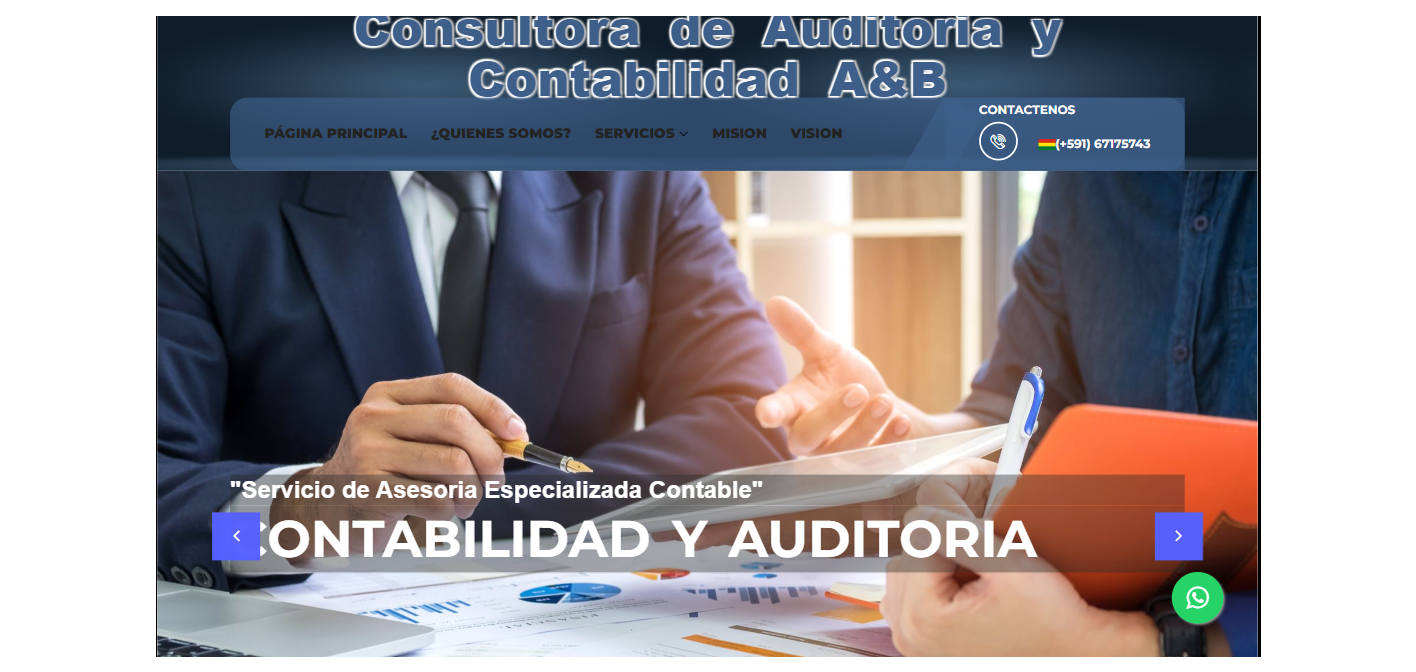 Consultora de Auditoria y
Contabilidad A&B
CONTACTENOS
PÁGINA PRINCIPAL ¿QUIENES SOMOS? SERVICIOS MISION VISION
(+591) 67175743
"Servicio de Asesoria Especializada Contable"
CONTABILIDAD Y AUDITORIA
FINANCIAL